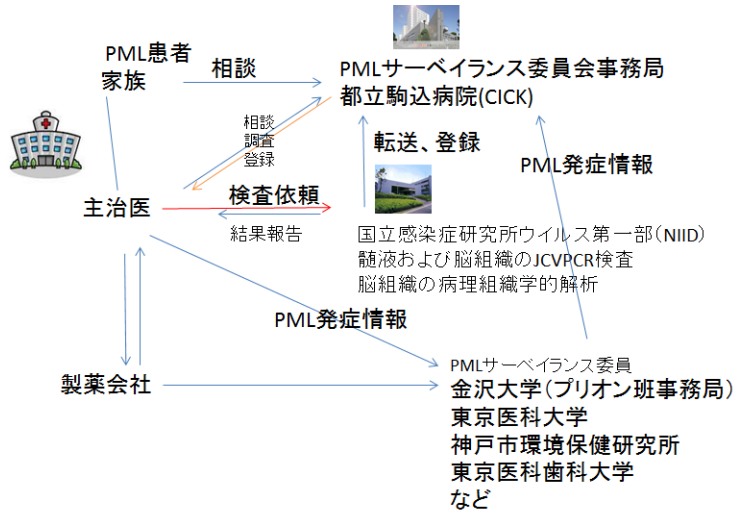 PML患者
家族
相談
PMLサーベイランス委員会事務局
都立駒込病院(CICK)
相談
調査
登録
転送、登録
PML発症情報
主治医
検査依頼
結果報告
国立感染症研究所ウイルス第一部(NIID)
髄液および脳組織のJCVPCR検査
脳組織の病理組織学的解析
PML発症情報
製薬会社
PMLサーベイランス委員
金沢大学(プリオン班事務局)
東京医科大学
神戸市環境保健研究所
東京医科歯科大学
など